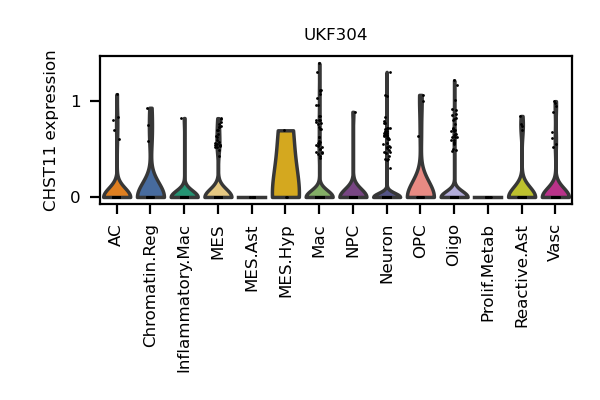 UKF304
CHST11 expression
1
0
AC
Chromatin.Reg
Inflammatory.Mac
MES
MES.Ast
MES.Hyp
Mac
NPC
Neuron
OPC
Oligo
Prolif.Metab
Reactive.Ast
Vasc